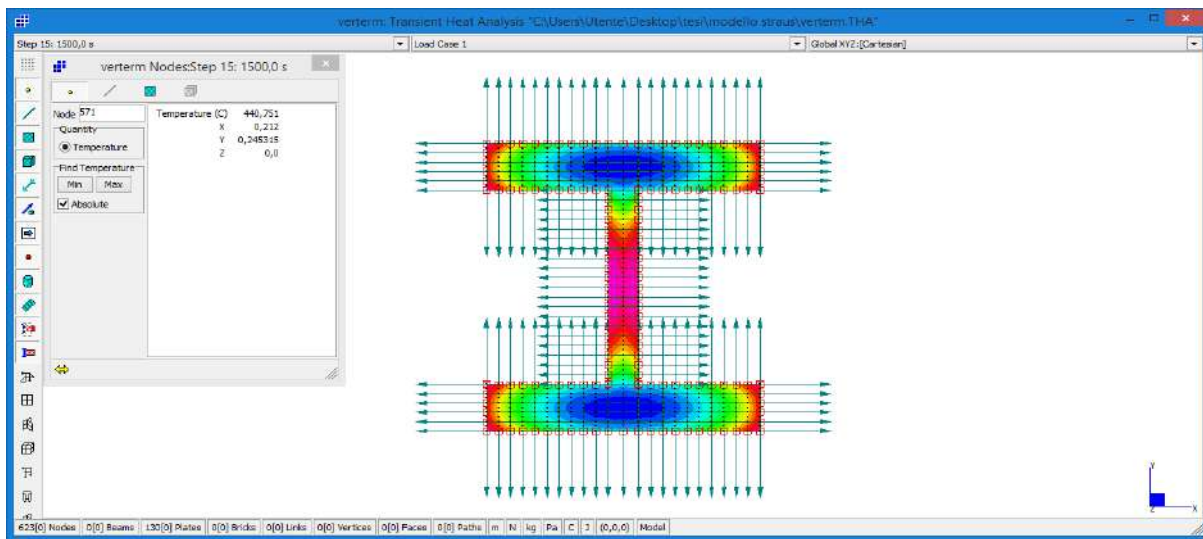 verterm: Transient Heat Analysis "C:\Users\Utente\Desktop\tesi\modello straus\verterm.THA"
Step 15: 1500,0 s
Load Case 1
Global XYZ:[Cartesian]
verterm Nodes:Step 15: 1500,0 s
Node 571
Quantity
Temperature
Find Temperature
Min Max
Absolute
Temperature (C) 440,751
X 0,212
Y 0,245315
Z 0,0
Y
Z X
623[0] Nodes 0[0] Beams 130[0] Plates 0[0] Bricks 0[0] Links 0[0] Vertices 0[0] Faces 0[0] Paths m N kg Pa C J (0,0,0) Model